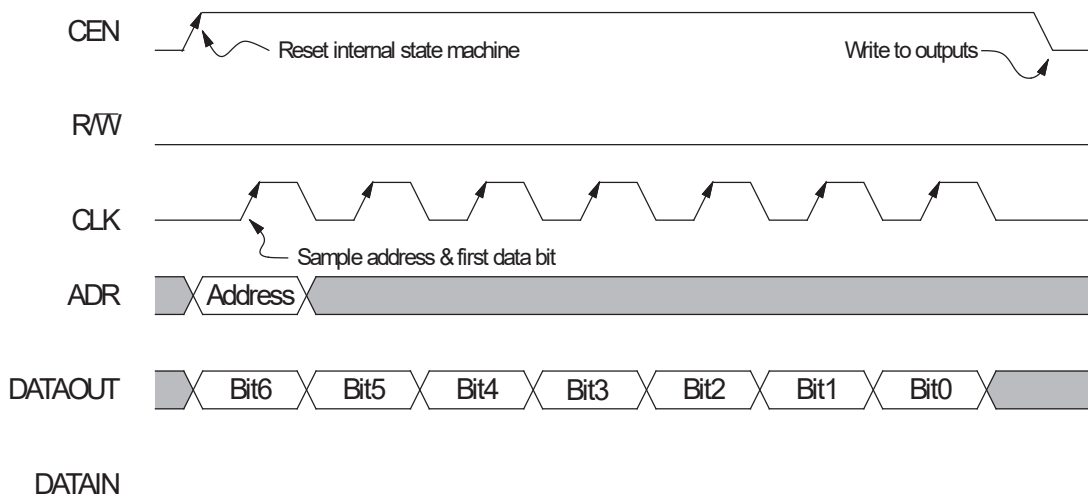 CEN
Reset internal state machine
Write to outputs
R/W̅
CLK
Sample address & first data bit
ADR
Address
DATAOUT
Bit6 Bit5 Bit4 Bit3 Bit2 Bit1 Bit0
DATAIN